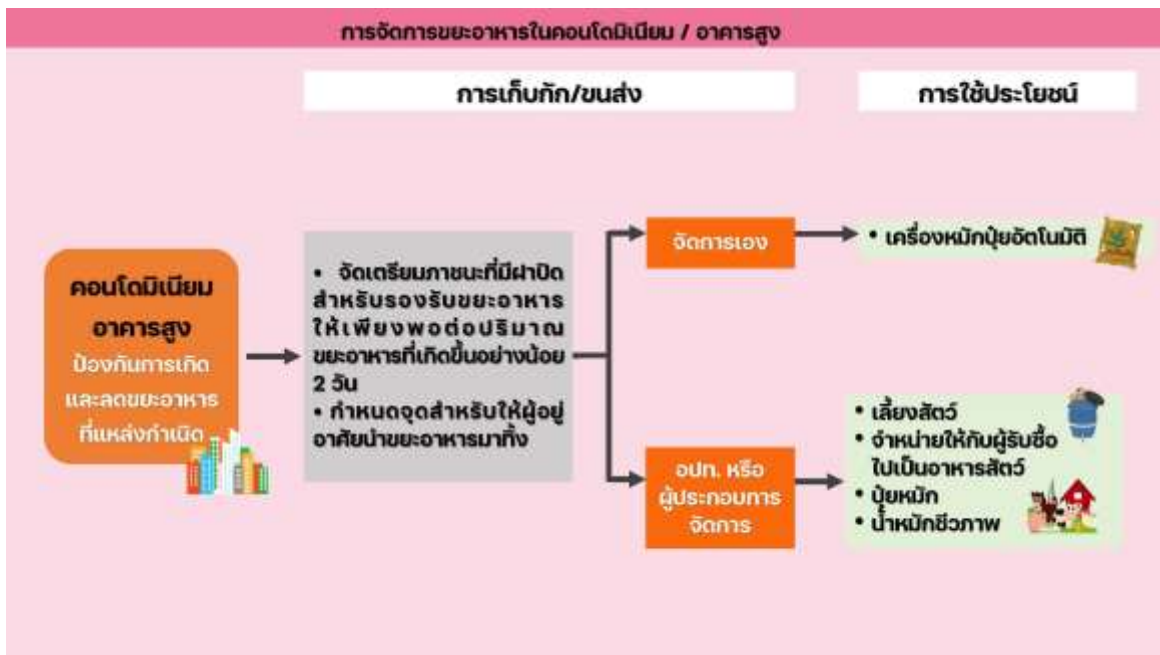 การจัดการขยะอาหารในคอนโดมิเนียม / อาคารสูง
การเก็บกัก/ขนส่ง
การใช้ประโยชน์
คอนโดมิเนียม
อาคารสูง
ป้องกันการเกิด
และลดขยะอาหาร
ที่แหล่งกำเนิด
• จัดเตรียมภาชนะที่มีฝาปิด
สำหรับรองรับขยะอาหาร
ให้เพียงพอต่อปริมาณ
ขยะอาหารที่เกิดขึ้นอย่างน้อย
2 วัน
• กำหนดจุดสำหรับให้ผู้อยู่
อาศัยนำขยะอาหารมาทิ้ง
จัดการเอง
• เครื่องหมักปุ๋ยอัตโนมัติ
อปท. หรือ
ผู้ประกอบการ
จัดการ
• เลี้ยงสัตว์
• จำหน่ายให้กับผู้รับซื้อ
ไปเป็นอาหารสัตว์
• ปุ๋ยหมัก
• น้ำหมักชีวภาพ